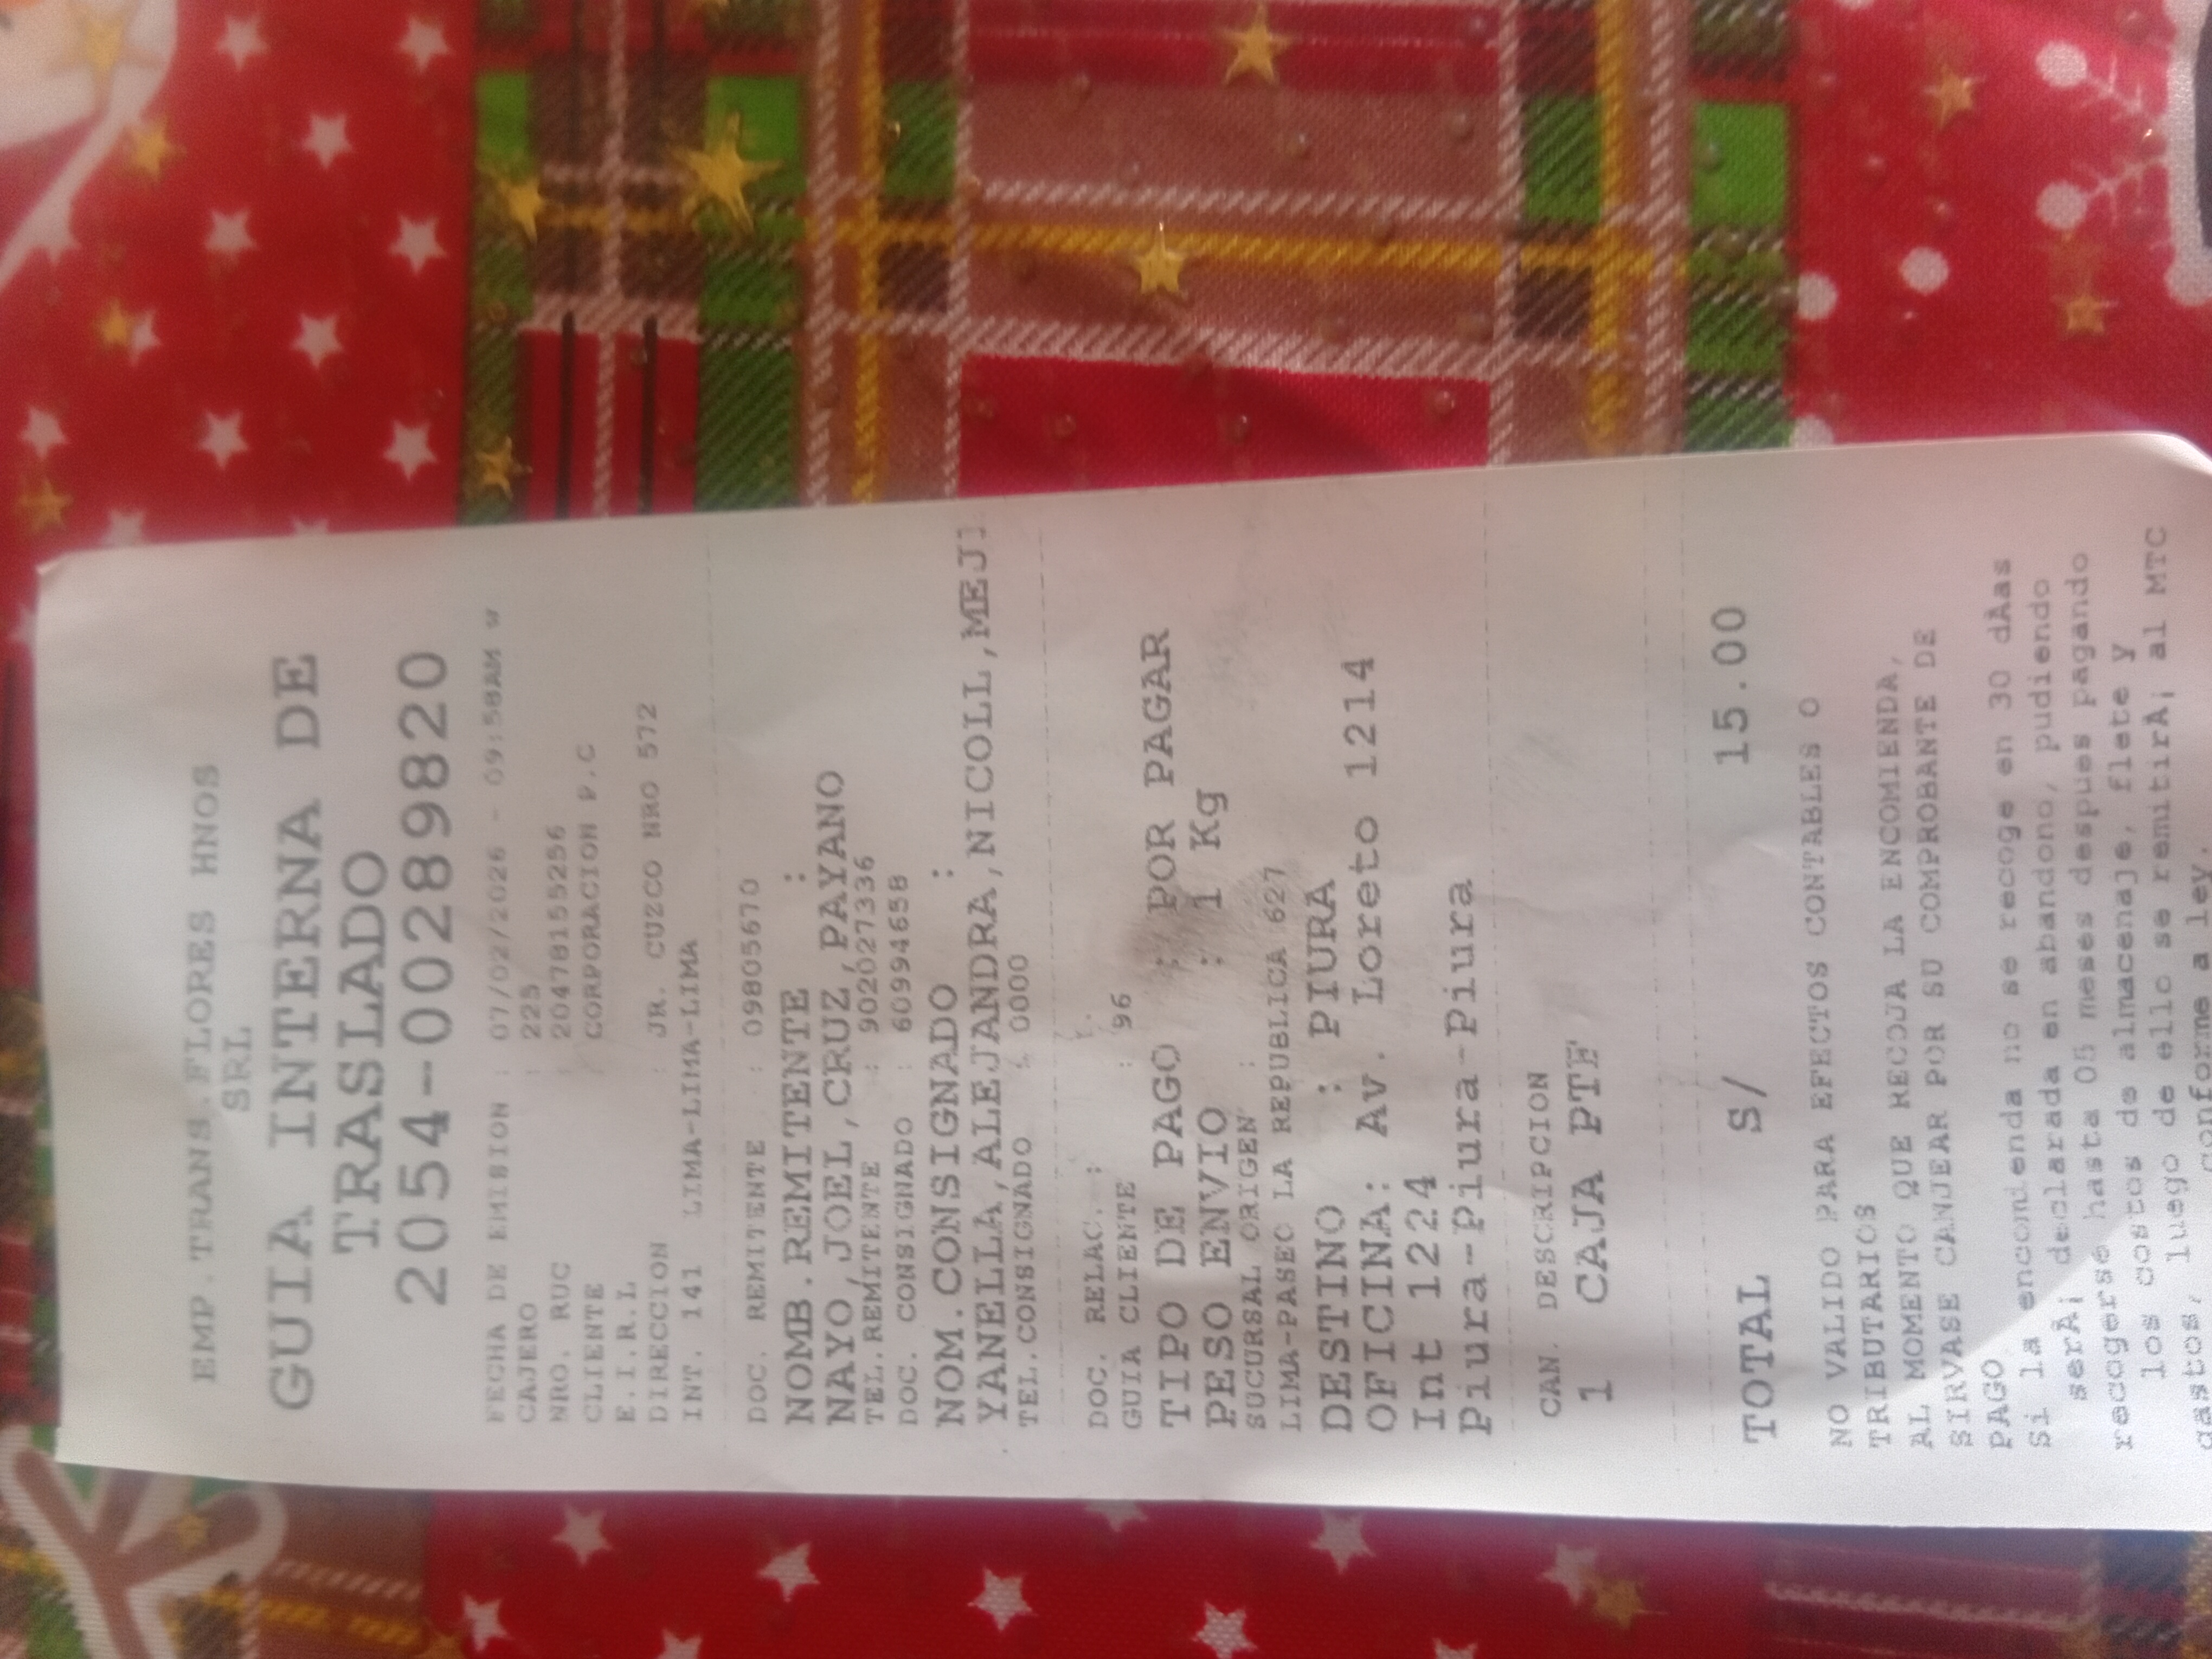 EMP.TRANS.FLORES HNOS
SRL
GUIA INTERNA DE
TRASLADO
2054-00289820
FECHA DE EMISION : 07/02/2026 - 09:58AM w
CAJERO : 225
NRO. RUC : 20478155256
CLIENTE : CORPORACION P.C
E.I.R.L
DIRECCION : JR. CUZCO NRO 572
INT. 141 LIMA-LIMA-LIMA
DOC. REMITENTE : 09805670
NOMB.REMITENTE :
NAYO,JOEL,CRUZ,PAYANO
TEL.REMITENTE : 902027336
DOC. CONSIGNADO : 60994658
NOM.CONSIGNADO :
YANELLA,ALEJANDRA,NICOLL,MEJI
TEL.CONSIGNADO : 0000
DOC. RELAC. :
GUIA CLIENTE : 96
TIPO DE PAGO : POR PAGAR
PESO ENVIO : 1 Kg
SUCURSAL ORIGEN :
LIMA-PASEO LA REPUBLICA 627
DESTINO : PIURA
OFICINA: Av. Loreto 1214
Int 1224
Piura-Piura-Piura
CAN. DESCRIPCION
1 CAJA PTE
TOTAL S/ 15.00
NO VALIDO PARA EFECTOS CONTABLES O
TRIBUTARIOS
AL MOMENTO QUE RECOJA LA ENCOMIENDA,
SIRVASE CANJEAR POR SU COMPROBANTE DE
PAGO
Si la encomienda no se recoge en 30 dÃas
serÃ¡ declarada en abandono, pudiendo
recogerse hasta 05 meses despues pagando
los costos de almacenaje, flete y
gastos, luego de ello se remitirÃ¡ al MTC
conforme a ley.